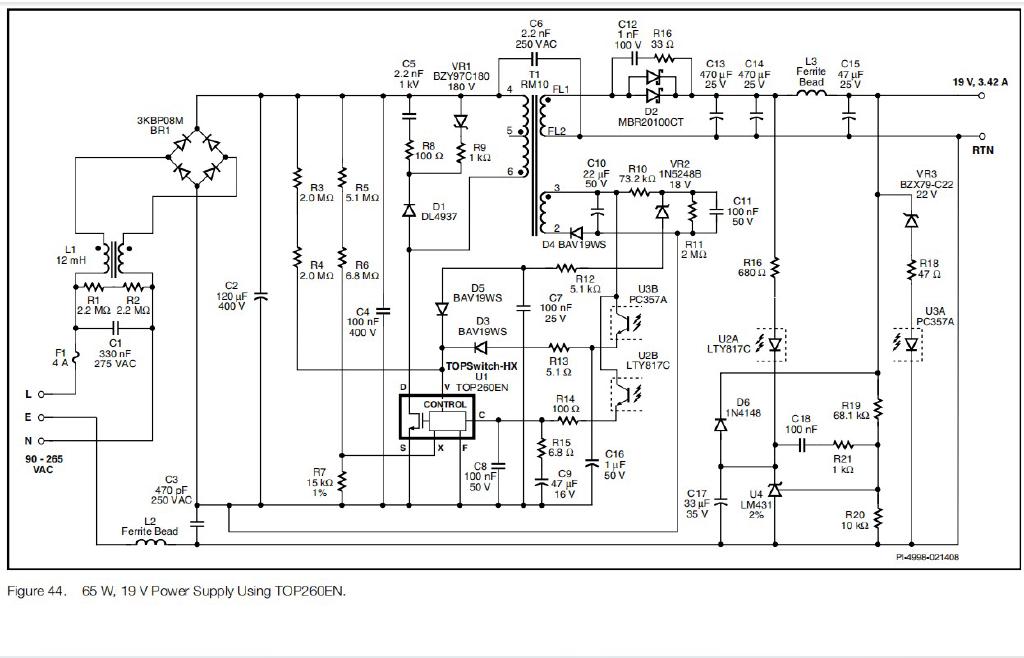 C6
2.2 nF
250 VAC
C12
1 nF
100 V
R16
33 Ω
C5
2.2 nF
1 kV
VR1
BZY97C180
180 V
T1
RM10
4
FL1
5
FL2
6
D2
MBR20100CT
C13
470 µF
25 V
C14
470 µF
25 V
L3
Ferrite
Bead
C15
47 µF
25 V
19 V, 3.42 A
RTN
3KBP08M
BR1
R8
100 Ω
R9
1 kΩ
R3
2.0 MΩ
R5
5.1 MΩ
D1
DL4937
C10
22 µF
50 V
R10
73.2 kΩ
VR2
1N5248B
18 V
3
2
D4 BAV19WS
C11
100 nF
50 V
R11
2 MΩ
VR3
BZX79-C22
22 V
L1
12 mH
R1
2.2 MΩ
R2
2.2 MΩ
C1
330 nF
275 VAC
F1
4 A
C2
120 µF
400 V
R4
2.0 MΩ
R6
6.8 MΩ
C4
100 nF
400 V
D5
BAV19WS
D3
BAV19WS
R12
5.1 kΩ
C7
100 nF
25 V
R13
5.1 Ω
U3B
PC357A
U2B
LTY817C
R16
680 Ω
R18
47 Ω
U2A
LTY817C
U3A
PC357A
TOPSwitch-HX
U1
TOP260EN
D
V
CONTROL
C
S
X
F
R14
100 Ω
R15
6.8 Ω
L
E
N
90 - 265
VAC
R7
15 kΩ
1%
C8
100 nF
50 V
C9
47 µF
16 V
C16
1 µF
50 V
D6
1N4148
C18
100 nF
R19
68.1 kΩ
R21
1 kΩ
C17
33 µF
35 V
U4
LM431
2%
R20
10 kΩ
C3
470 pF
250 VAC
L2
Ferrite Bead
PI-4998-021408
Figure 44. 65 W, 19 V Power Supply Using TOP260EN.